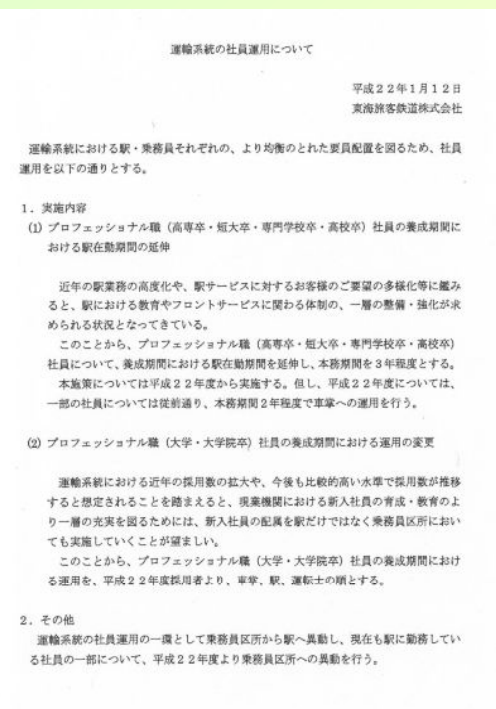 運輸系統の社員運用について
平成22年1月12日
東海旅客鉄道株式会社
運輸系統における駅・乗務員それぞれの、より均衡のとれた要員配置を図るため、社員
運用を以下の通りとする。
1．実施内容
(1) プロフェッショナル職（高専卒・短大卒・専門学校卒・高校卒）社員の養成期間に
おける駅在勤期間の延伸
近年の駅業務の高度化や、駅サービスに対するお客様のご要望の多様化等に鑑み
ると、駅における教育やフロントサービスに関わる体制の、一層の整備・強化が求
められる状況となってきている。
このことから、プロフェッショナル職（高専卒・短大卒・専門学校卒・高校卒）
社員について、養成期間における駅在勤期間を延伸し、本務期間を3年程度とする。
本施策については平成22年度から実施する。但し、平成22年度については、
一部の社員については従前通り、本務期間2年程度で車掌への運用を行う。
(2) プロフェッショナル職（大学・大学院卒）社員の養成期間における運用の変更
運輸系統における近年の採用数の拡大や、今後も比較的高い水準で採用数が推移
すると想定されることを踏まえると、現業機関における新入社員の育成・教育のよ
り一層の充実を図るためには、新入社員の配属を駅だけではなく乗務員区所におい
ても実施していくことが望ましい。
このことから、プロフェッショナル職（大学・大学院卒）社員の養成期間におけ
る運用を、平成22年度採用者より、車掌、駅、運転士の順とする。
2．その他
運輸系統の社員運用の一環として乗務員区所から駅へ異動し、現在も駅に勤務してい
る社員の一部について、平成22年度より乗務員区所への異動を行う。